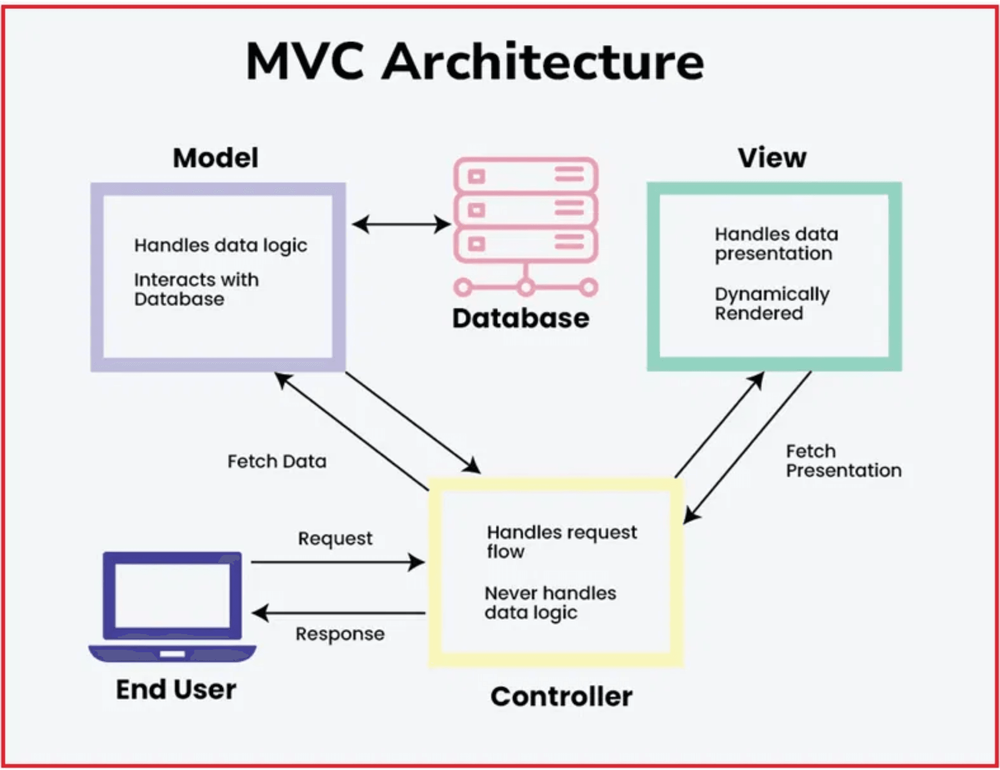 MVC Architecture
Model
Handles data logic
Interacts with
Database
Database
View
Handles data
presentation
Dynamically
Rendered
Fetch Data
Fetch
Presentation
Request
Response
Handles request
flow
Never handles
data logic
End User
Controller